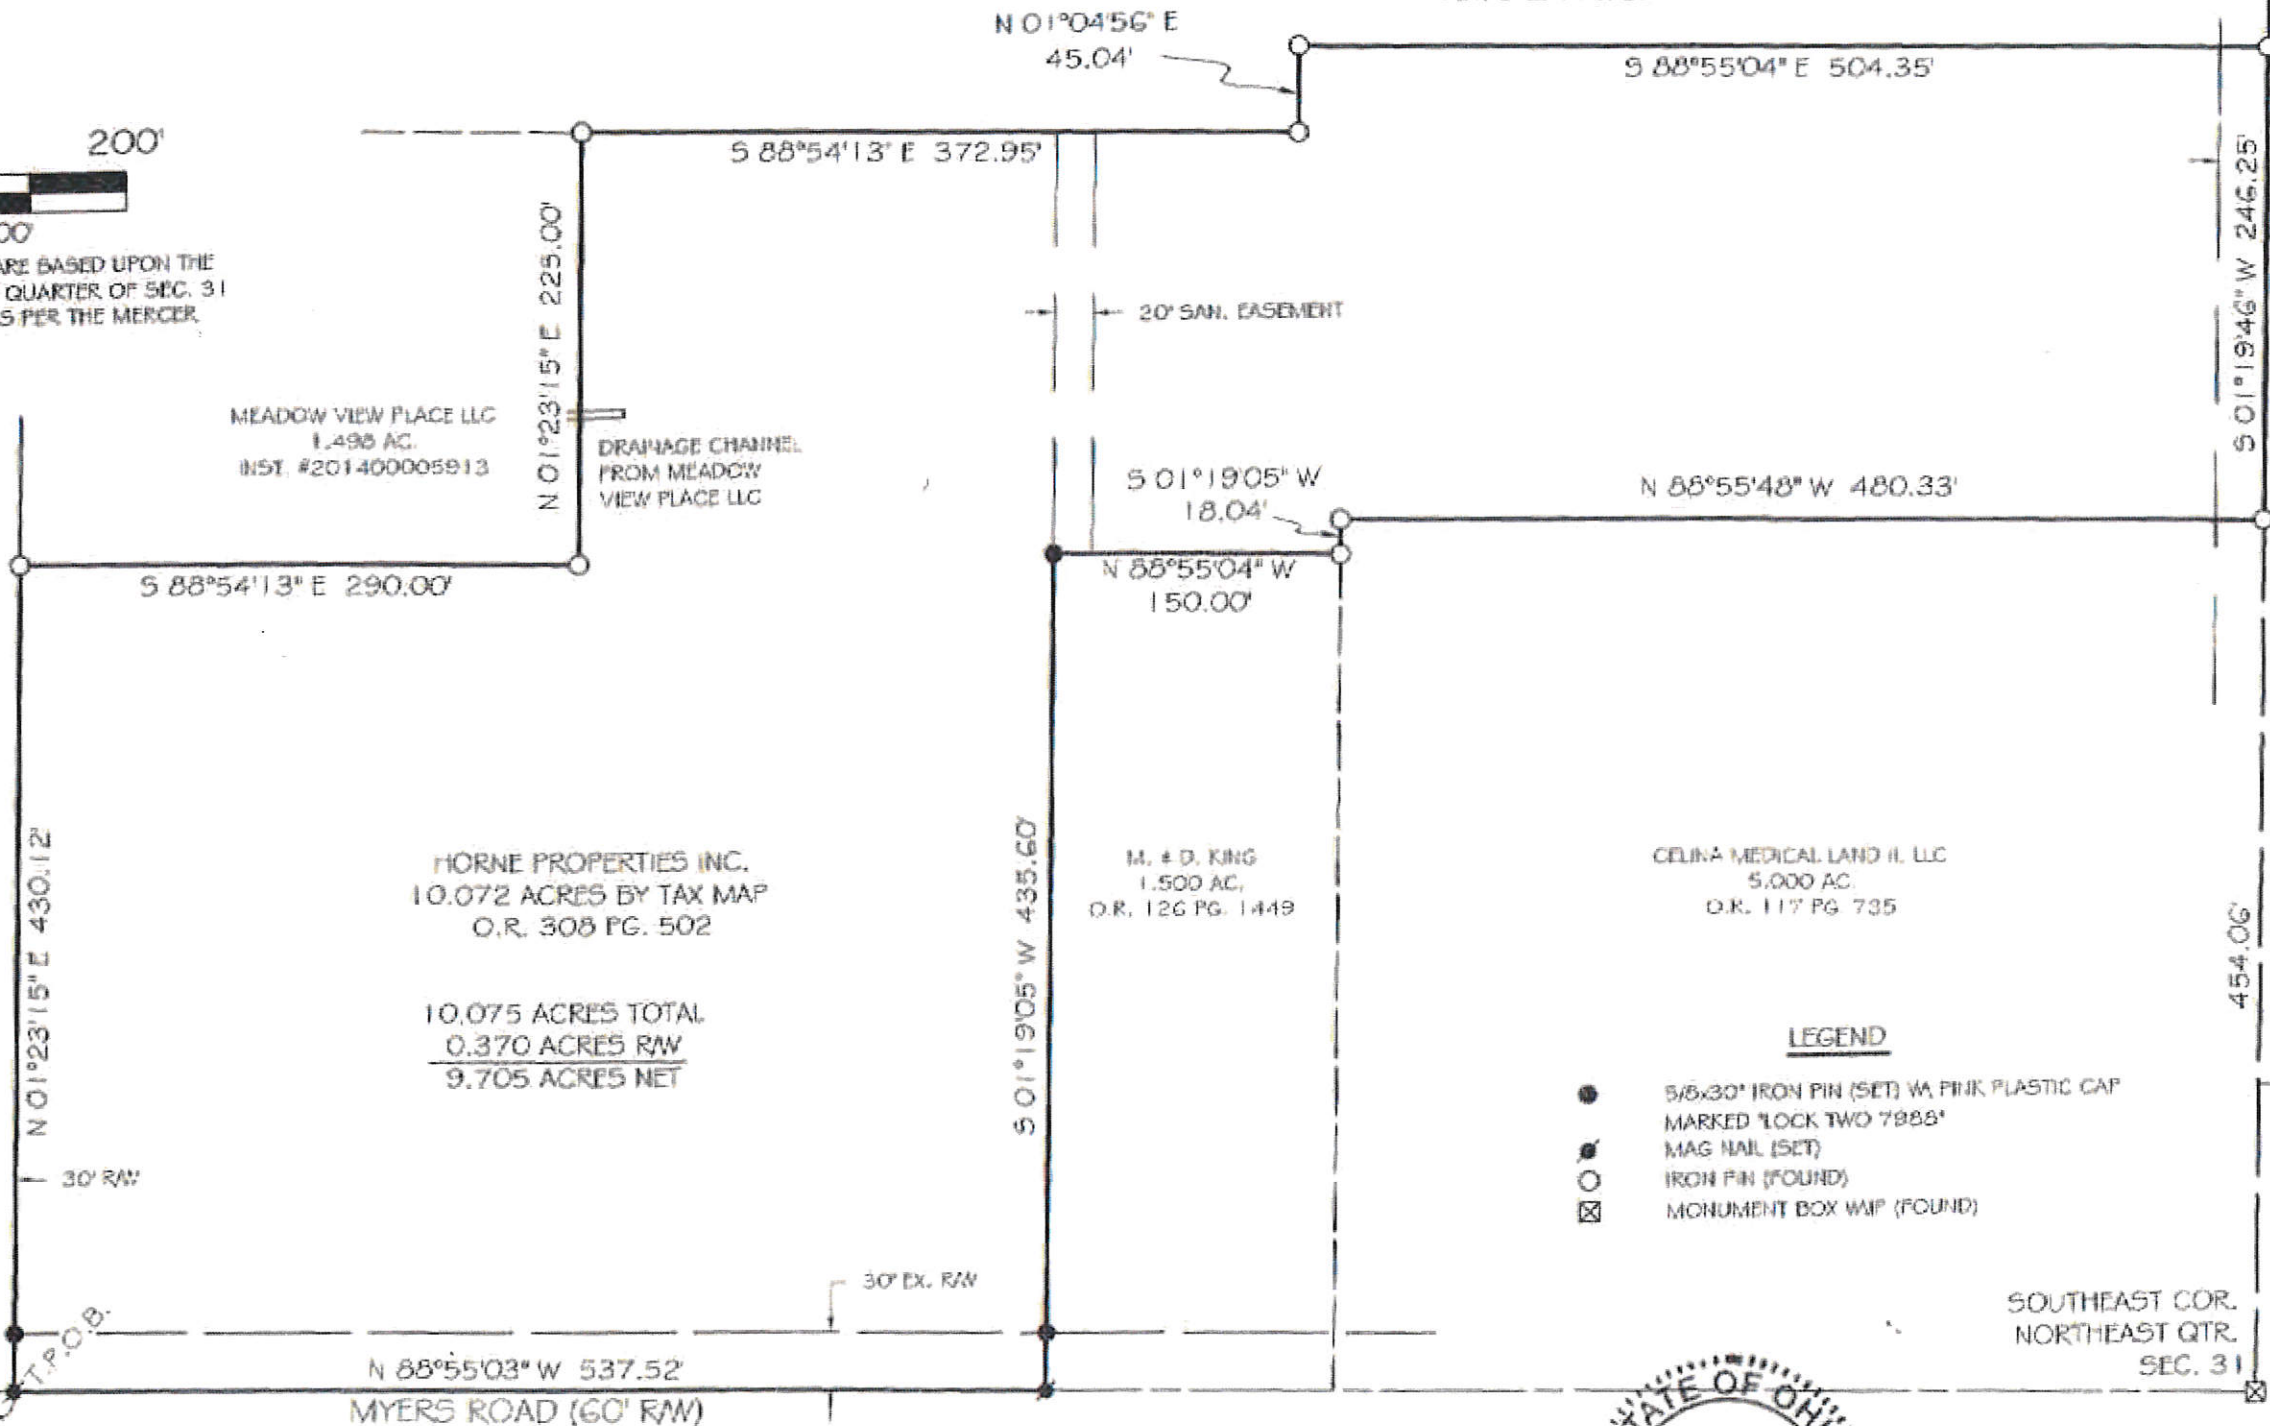 N 01°04'56" E
45.04'
S 88°55'04" E 504.35'
200'
S 88°54'13" E 372.95'
S 01°19'46" W 246.25'
N 01°23'15" E 225.00'
00'
ARE BASED UPON THE
QUARTER OF SEC. 31
S PER THE MERCER
20' SAN. EASEMENT
MEADOW VIEW PLACE LLC
1.498 AC.
INST. #201400005913
DRAINAGE CHANNEL
FROM MEADOW
VIEW PLACE LLC
S 01°19'05" W
18.04'
N 88°55'48" W 480.33'
S 88°54'13" E 290.00'
N 88°55'04" W
150.00'
N 01°23'15" E 430.12'
HORNE PROPERTIES INC.
10.072 ACRES BY TAX MAP
O.R. 308 PG. 502
10.075 ACRES TOTAL
0.370 ACRES R/W
9.705 ACRES NET
S 01°19'05" W 435.60'
M. & D. KING
1.500 AC.
O.R. 126 PG. 1449
CELINA MEDICAL LAND II, LLC
5.000 AC.
O.R. 117 PG 735
454.06'
LEGEND
5/8x30" IRON PIN (SET) W/ PINK PLASTIC CAP
MARKED "LOCK TWO 7988"
MAG NAIL (SET)
IRON PIN (FOUND)
MONUMENT BOX W/IP (FOUND)
30' R/W
30' EX. R/W
SOUTHEAST COR.
NORTHEAST QTR.
SEC. 31
T.P.O.B.
N 88°55'03" W 537.52'
MYERS ROAD (60' R/W)
STATE OF OHI